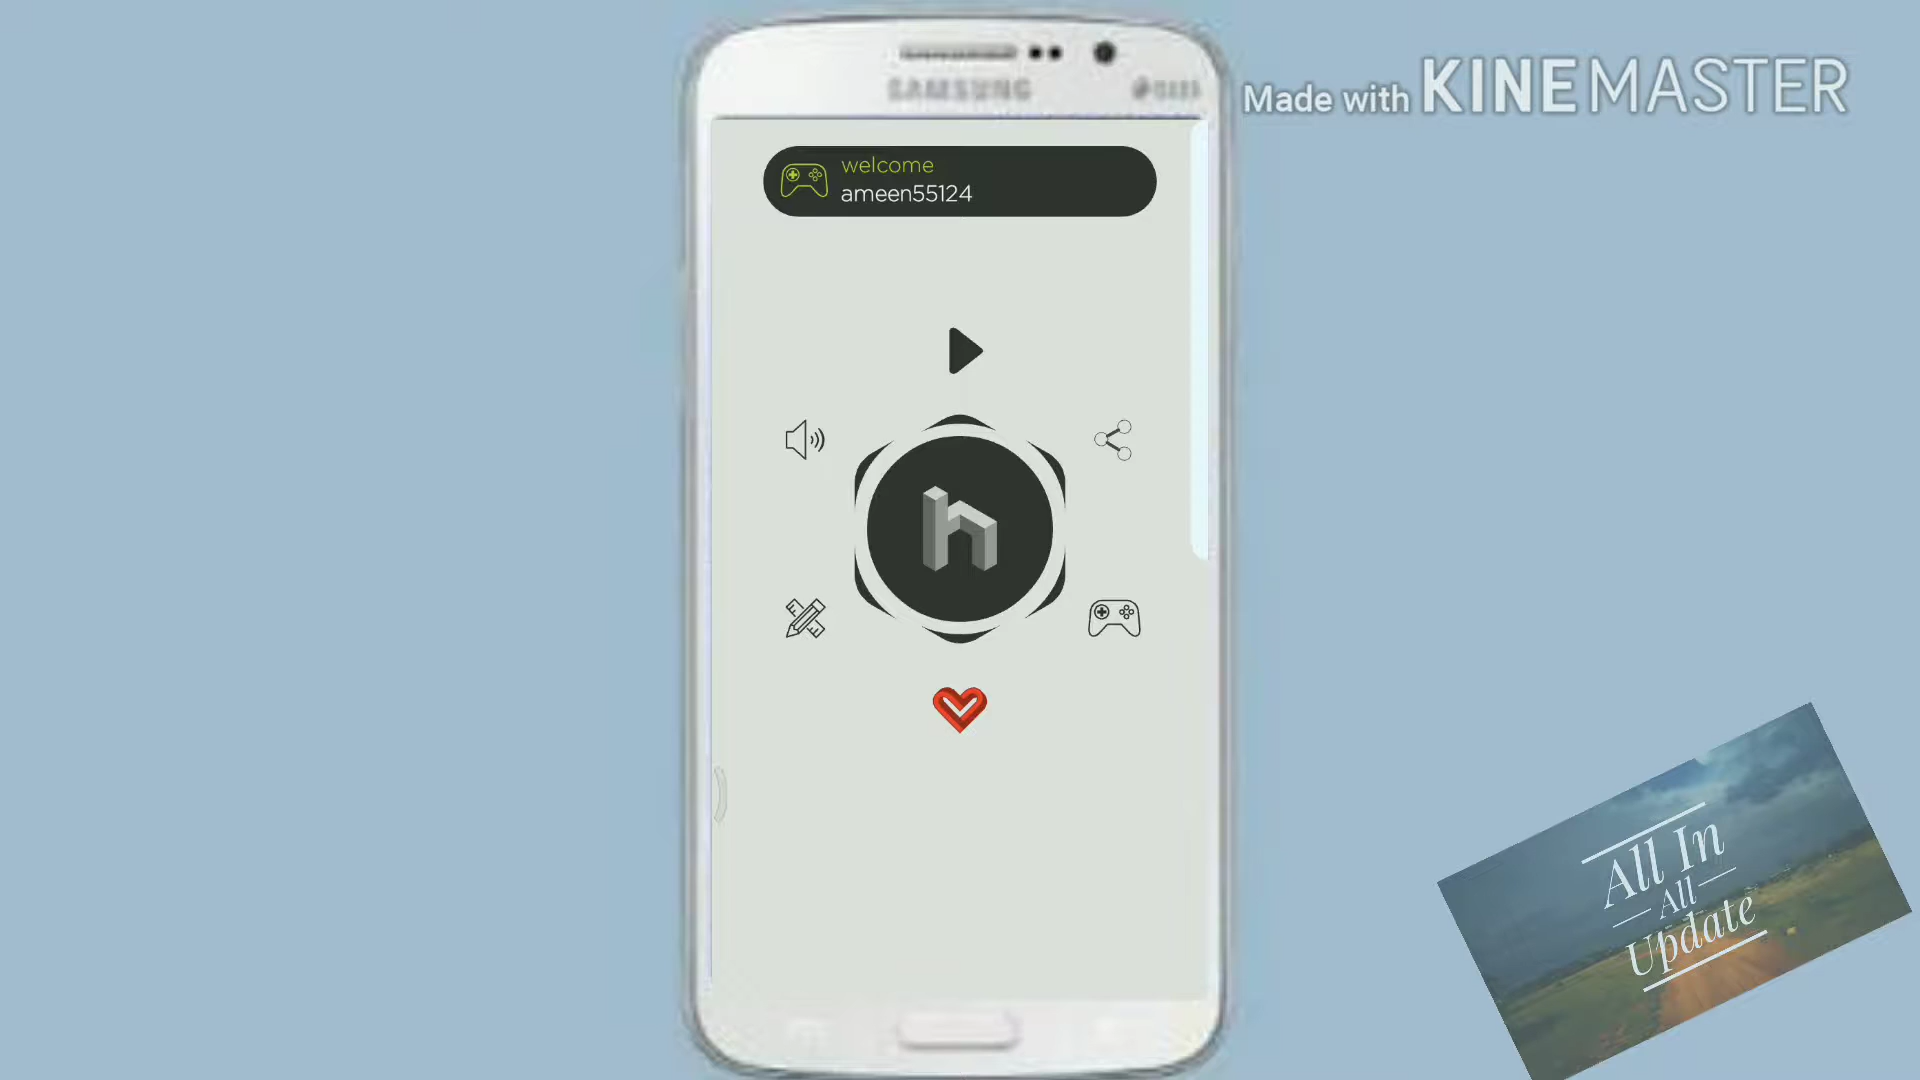 SAMSUNG
Made with KINEMASTER
welcome
ameen55124
h
All In
All
Update